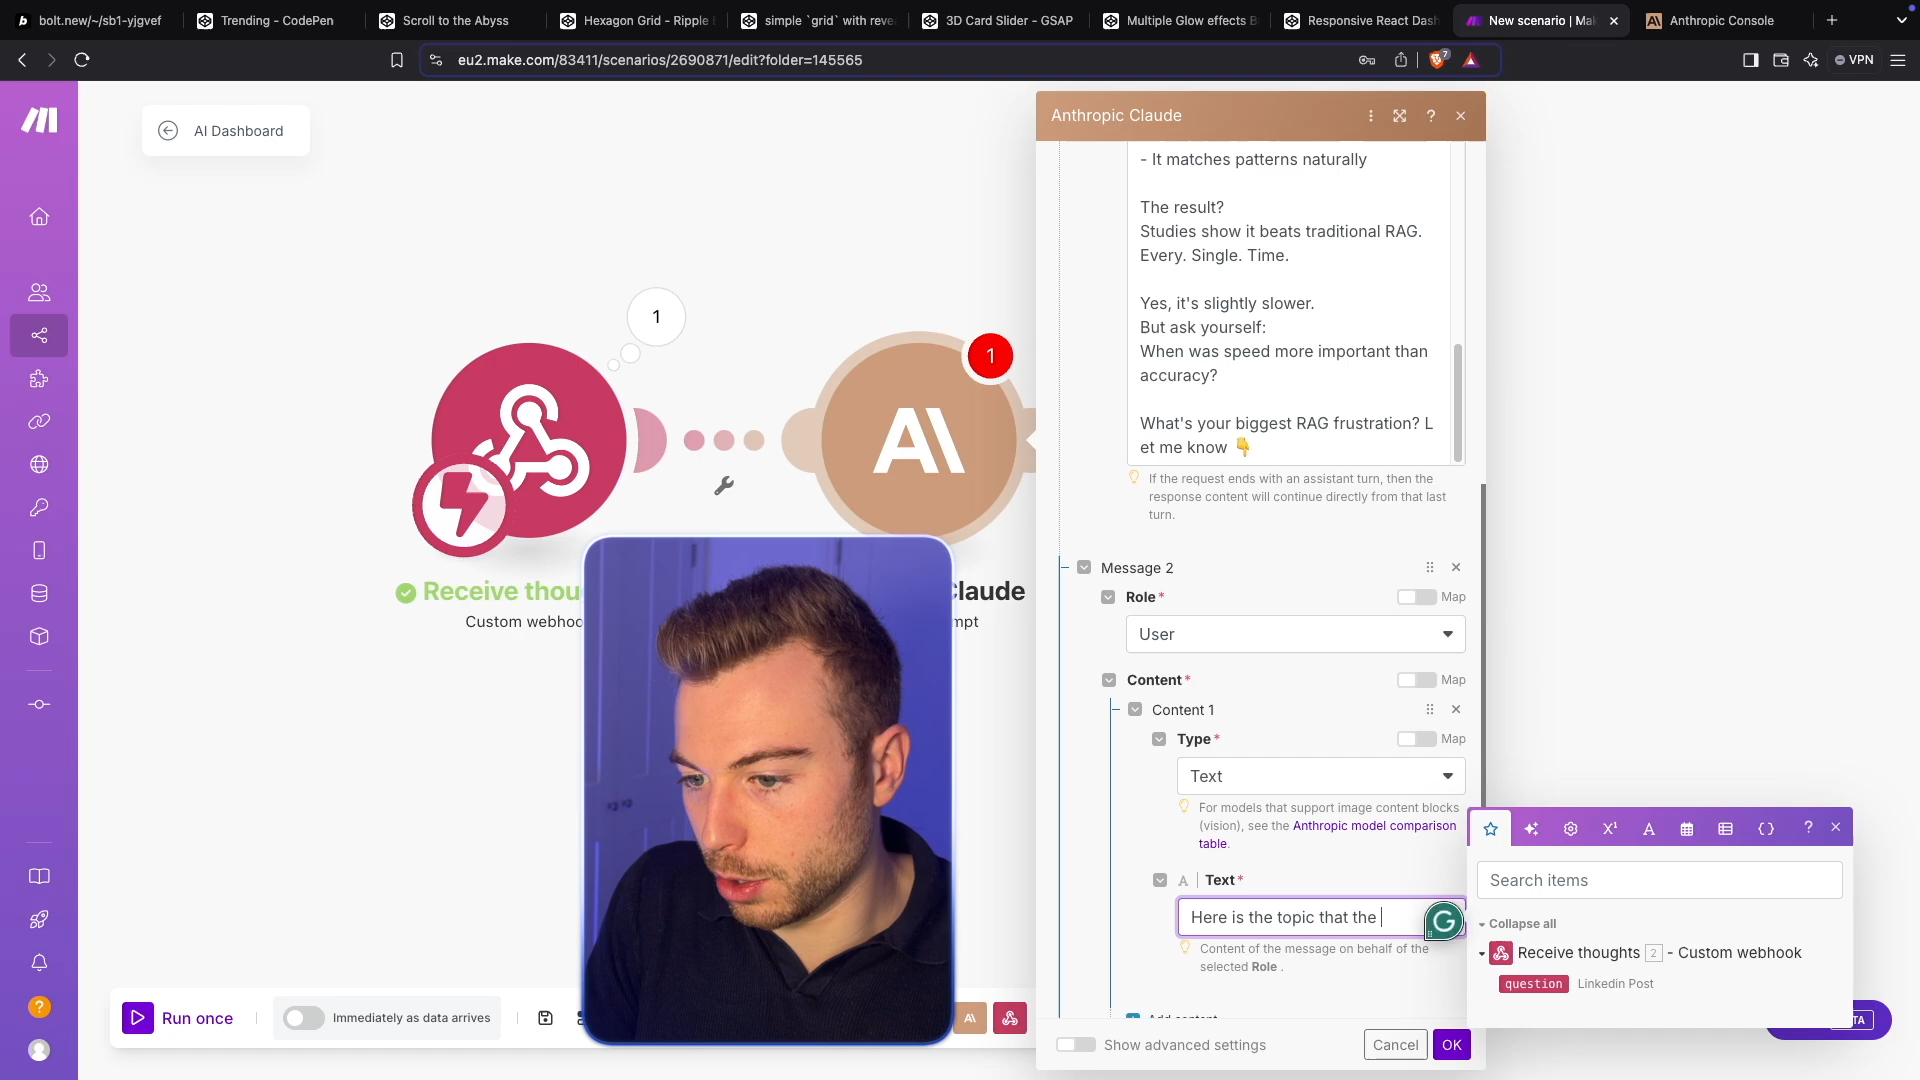 bolt.new/~/sb1-yjgvef
Trending - CodePen
Scroll to the Abyss
Hexagon Grid - Ripple
simple `grid` with reve
3D Card Slider - GSAP
Multiple Glow effects B
Responsive React Dash
New scenario | Mak
Anthropic Console
eu2.make.com/83411/scenarios/2690871/edit?folder=145565
7
VPN
AI Dashboard
Anthropic Claude
- It matches patterns naturally
The result?
Studies show it beats traditional RAG.
Every. Single. Time.
Yes, it's slightly slower.
But ask yourself:
When was speed more important than
accuracy?
What's your biggest RAG frustration? L
et me know 👇
If the request ends with an assistant turn, then the
response content will continue directly from that last
turn.
1
1
Receive thou
Custom webhoo
Claude
mpt
Message 2
Role*
Map
User
Content*
Map
Content 1
Type*
Map
Text
For models that support image content blocks
(vision), see the Anthropic model comparison
table.
A Text*
Here is the topic that the
Content of the message on behalf of the
selected Role .
Search items
Collapse all
Receive thoughts 2 - Custom webhook
question Linkedin Post
Run once
Immediately as data arrives
Show advanced settings
Cancel
OK
TA